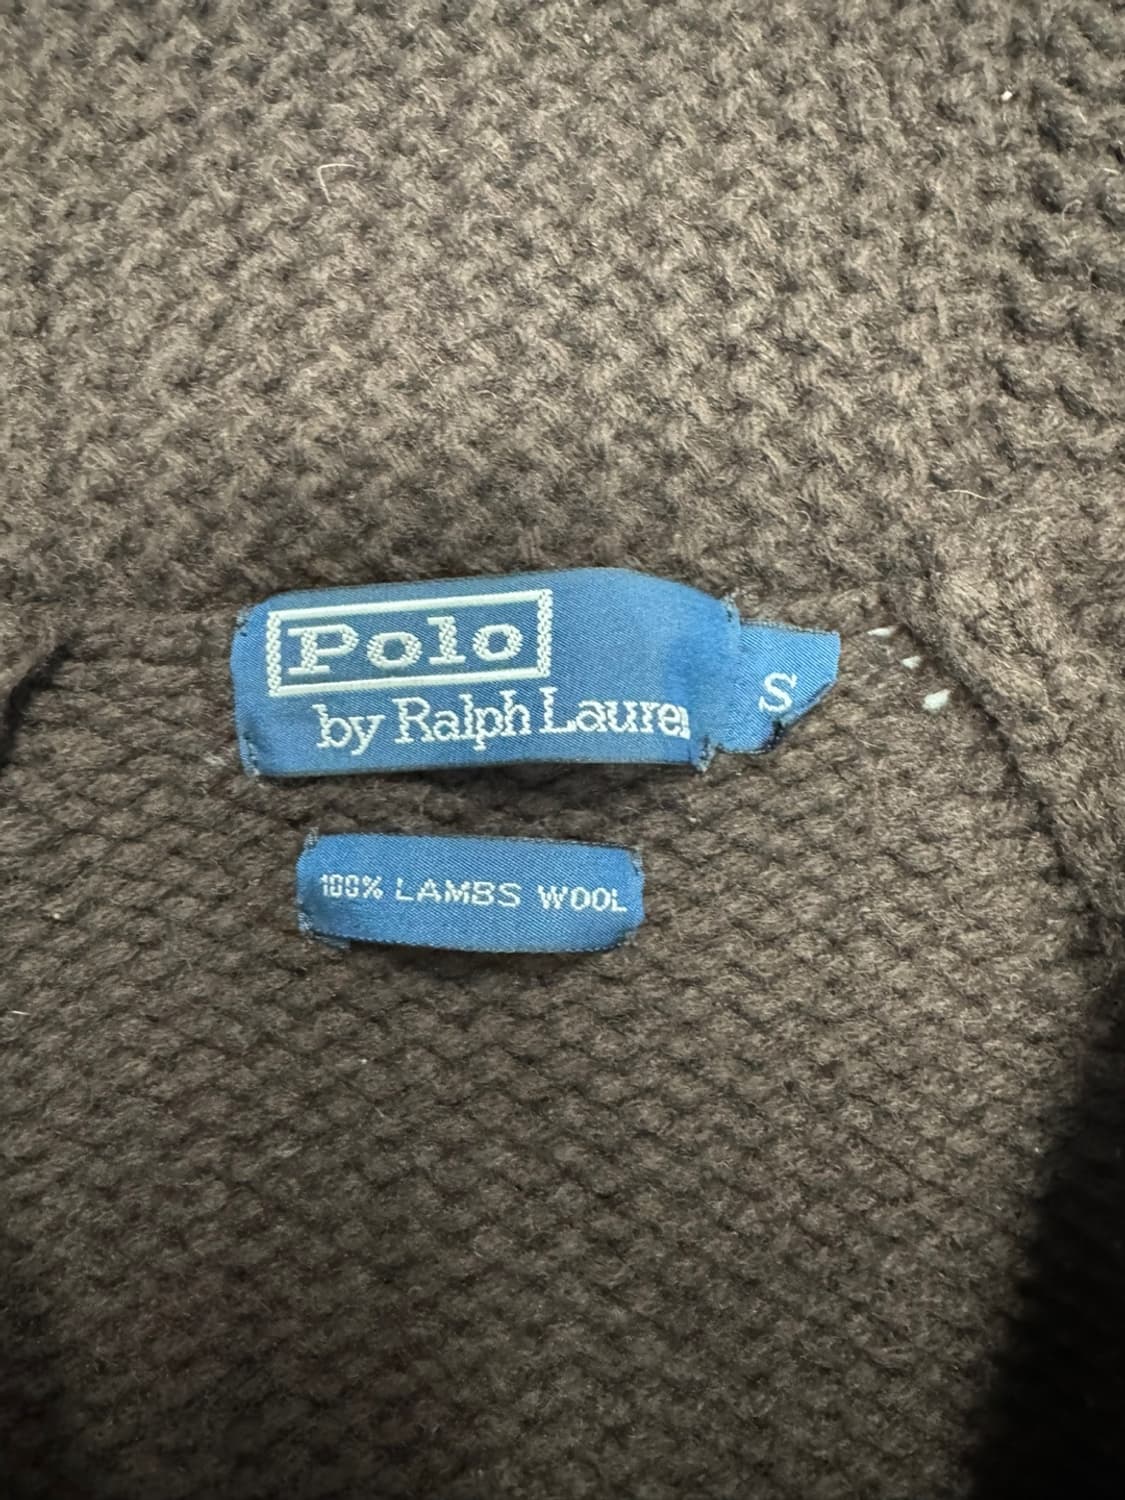 Polo
by Ralph Lauren
S
100% LAMBS WOOL